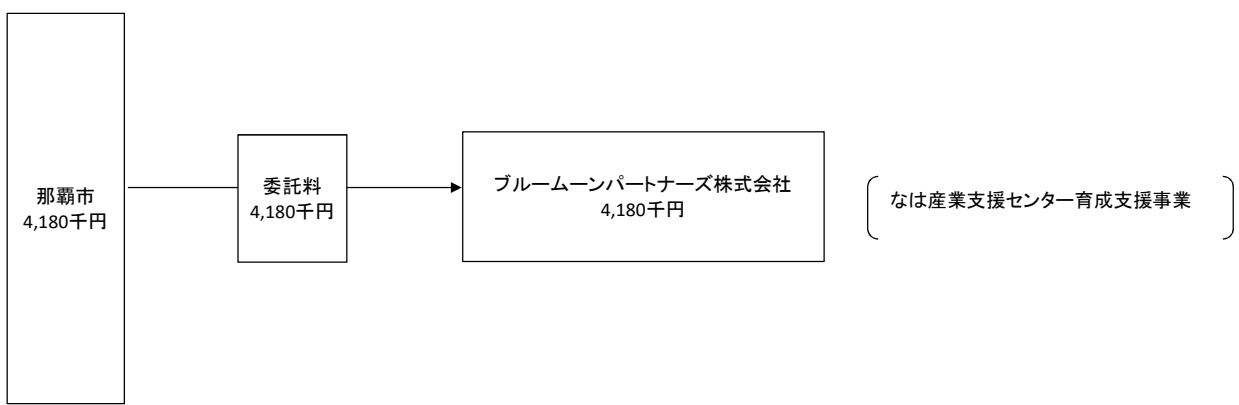 那覇市
4,180千円
委託料
4,180千円
ブルームーンパートナーズ株式会社
4,180千円
なは産業支援センター育成支援事業